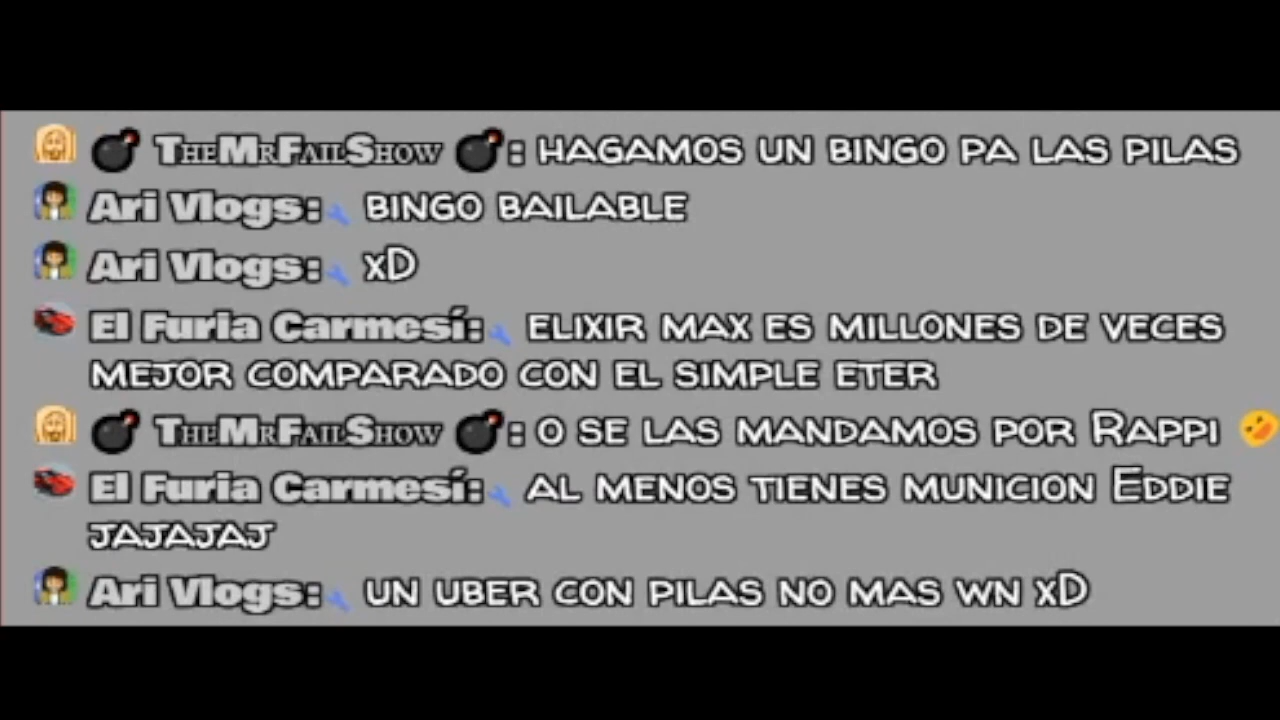 💣 TheMrFailShow 💣: HAGAMOS UN BINGO PA LAS PILAS
Ari Vlogs: BINGO BAILABLE
Ari Vlogs: xD
El Furia Carmesí: ELIXIR MAX ES MILLONES DE VECES
MEJOR COMPARADO CON EL SIMPLE ETER
💣 TheMrFailShow 💣: O SE LAS MANDAMOS POR RAPPI 🤣
El Furia Carmesí: AL MENOS TIENES MUNICION EDDIE
JAJAJAJ
Ari Vlogs: UN UBER CON PILAS NO MAS WN xD